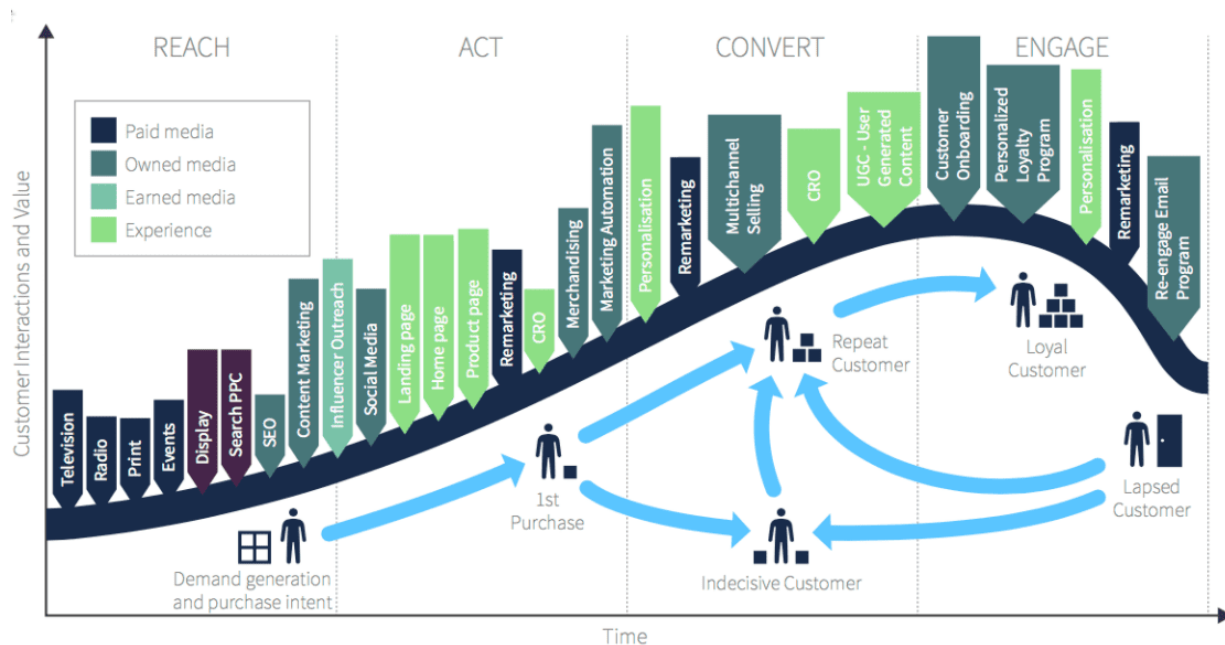 REACH
ACT
CONVERT
ENGAGE
Paid media
Owned media
Earned media
Experience
Customer Interactions and Value
Television
Radio
Print
Events
Display
Search PPC
SEO
Content Marketing
Influencer Outreach
Social Media
Landing page
Home page
Product page
Remarketing
CRO
Merchandising
Marketing Automation
Personalisation
Remarketing
Multichannel
Selling
CRO
UGC - User
Generated
Content
Customer
Onboarding
Personalized
Loyalty
Program
Personalisation
Remarketing
Re-engage Email
Program
Demand generation
and purchase intent
1st
Purchase
Repeat
Customer
Indecisive Customer
Loyal
Customer
Lapsed
Customer
Time